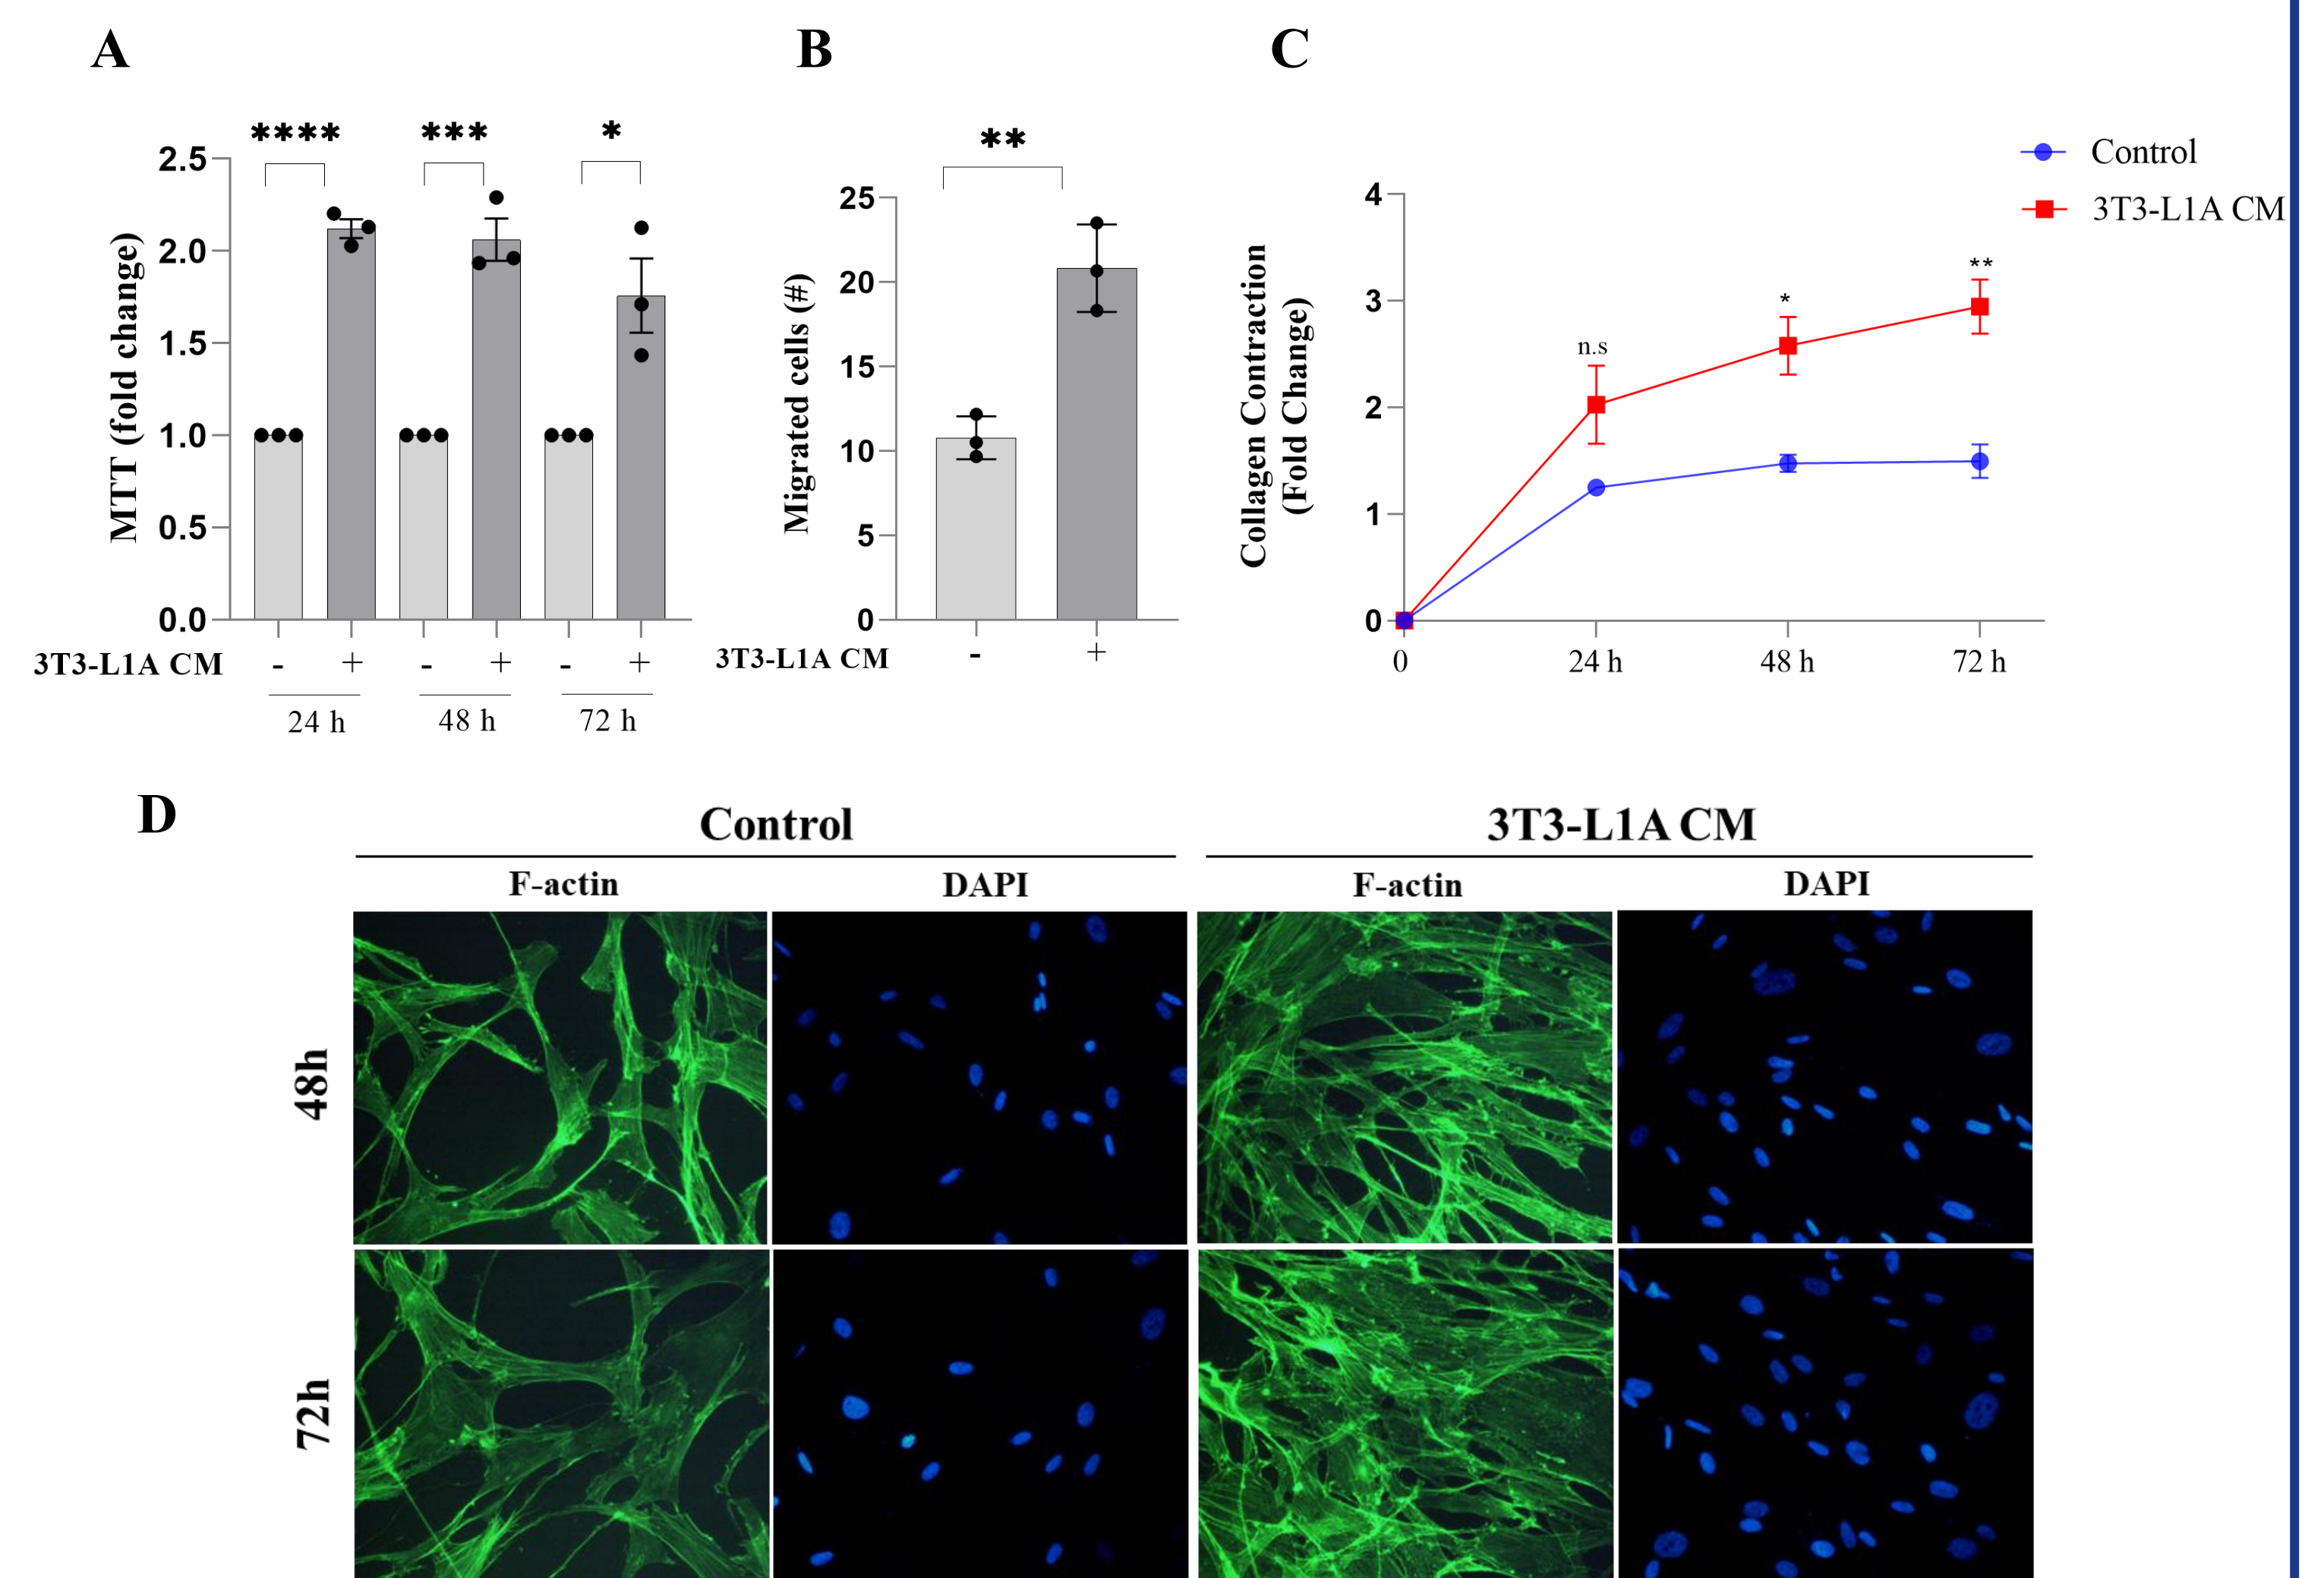 A
B
C
**** *** *
2.5
2.0
1.5
1.0
0.5
0.0
MTT (fold change)
3T3-L1A CM - + - + - +
24 h 48 h 72 h
**
25
20
15
10
5
0
Migrated cells (#)
3T3-L1A CM - +
Control
3T3-L1A CM
4
3
2
1
0
Collagen Contraction
(Fold Change)
n.s * **
0 24 h 48 h 72 h
D
Control 3T3-L1A CM
F-actin DAPI F-actin DAPI
48h
72h